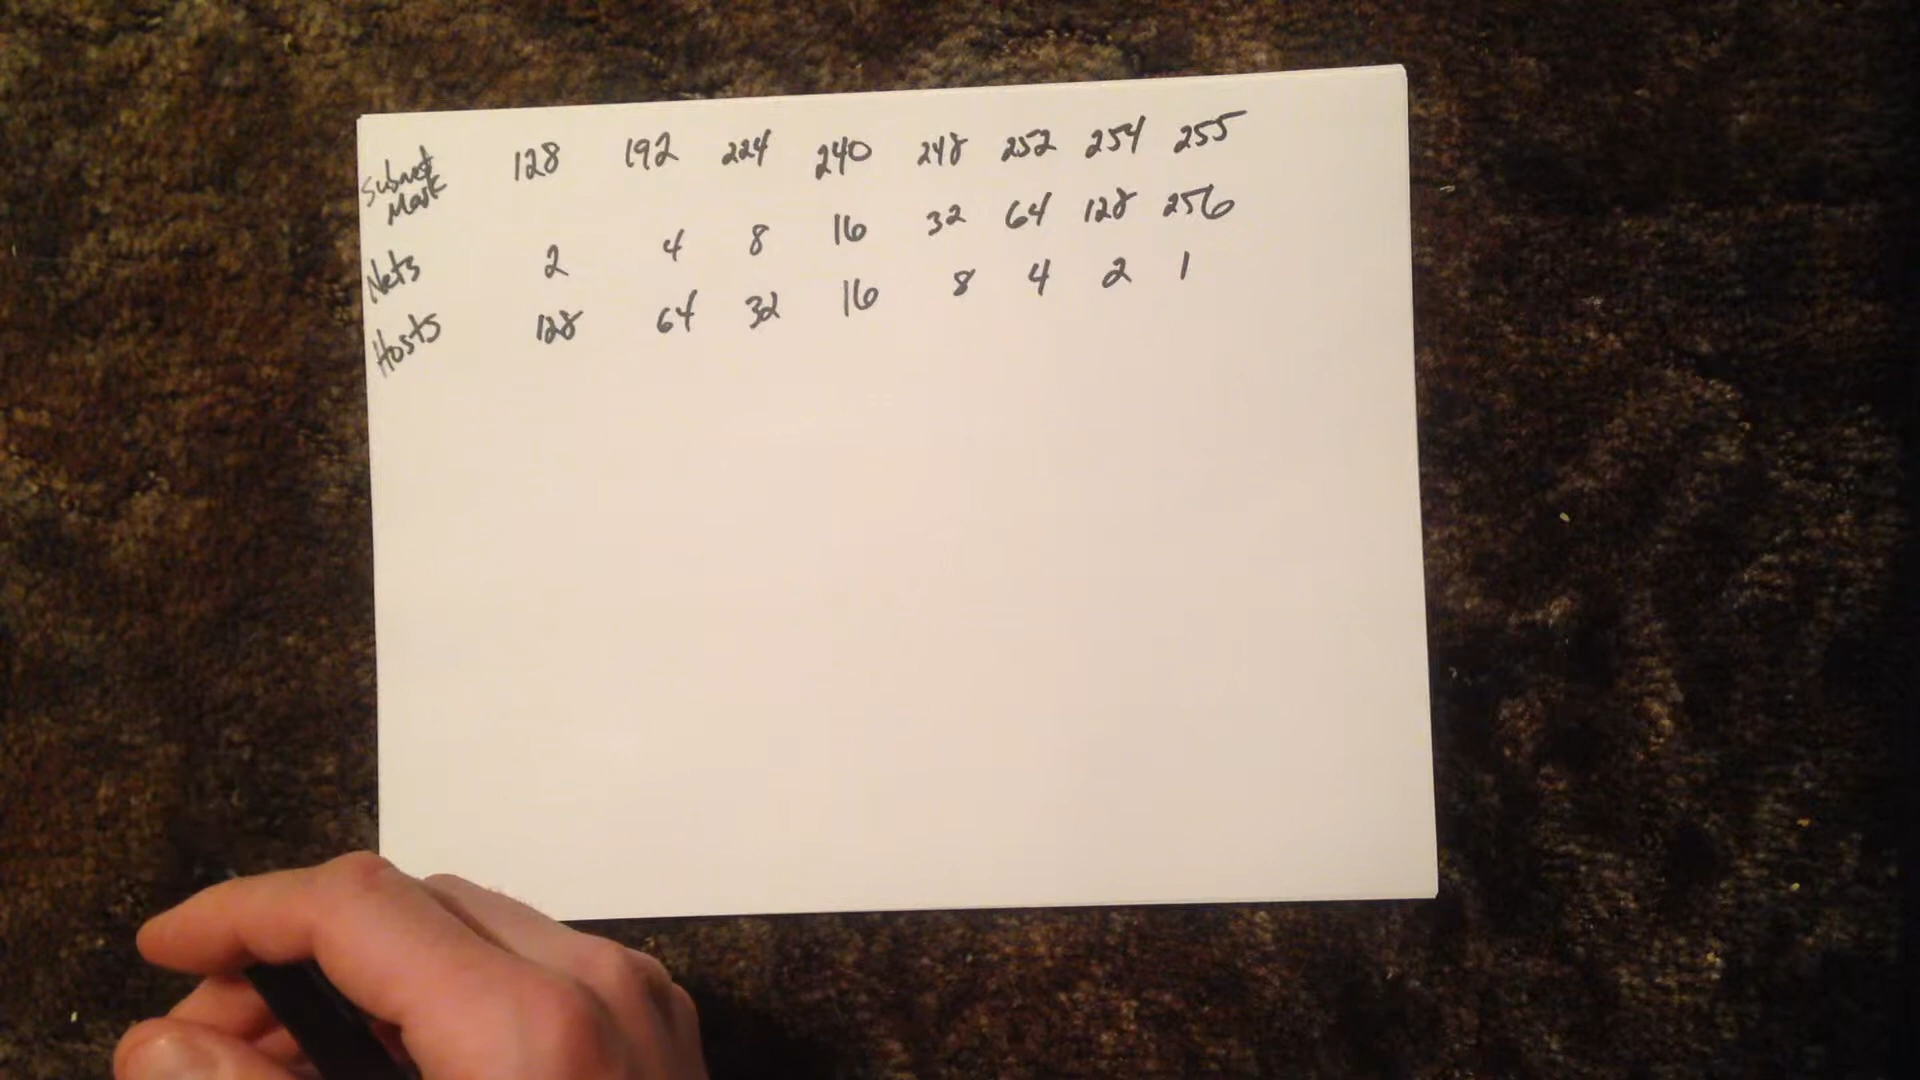 Subnet Mask 128 192 224 240 248 252 254 255
Nets 2 4 8 16 32 64 128 256
Hosts 128 64 32 16 8 4 2 1